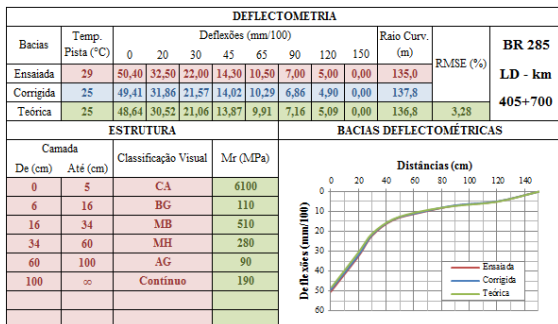 DEFLECTOMETRIA
Bacias Temp. Pista (°C) Deflexões (mm/100) Raio Curv. (m) RMSE (%) BR 285 LD - km 405+700
0 20 30 45 65 90 120 150
Ensaiada 29 50,40 32,50 22,00 14,30 10,50 7,00 5,00 0,00 135,0
Corrigida 25 49,41 31,86 21,57 14,02 10,29 6,86 4,90 0,00 137,8
Teórica 25 48,64 30,52 21,06 13,87 9,91 7,16 5,09 0,00 136,8 3,28
ESTRUTURA
Camada Classificação Visual Mr (MPa)
De (cm) Até (cm)
0 5 CA 6100
6 16 BG 110
16 34 MB 510
34 60 MH 280
60 100 AG 90
100 ∞ Contínuo 190
BACIAS DEFLECTOMÉTRICAS
Distâncias (cm)
0 20 40 60 80 100 120 140
Deflexões (mm/100)
0
10
20
30
40
50
60
Ensaiada
Corrigida
Teórica